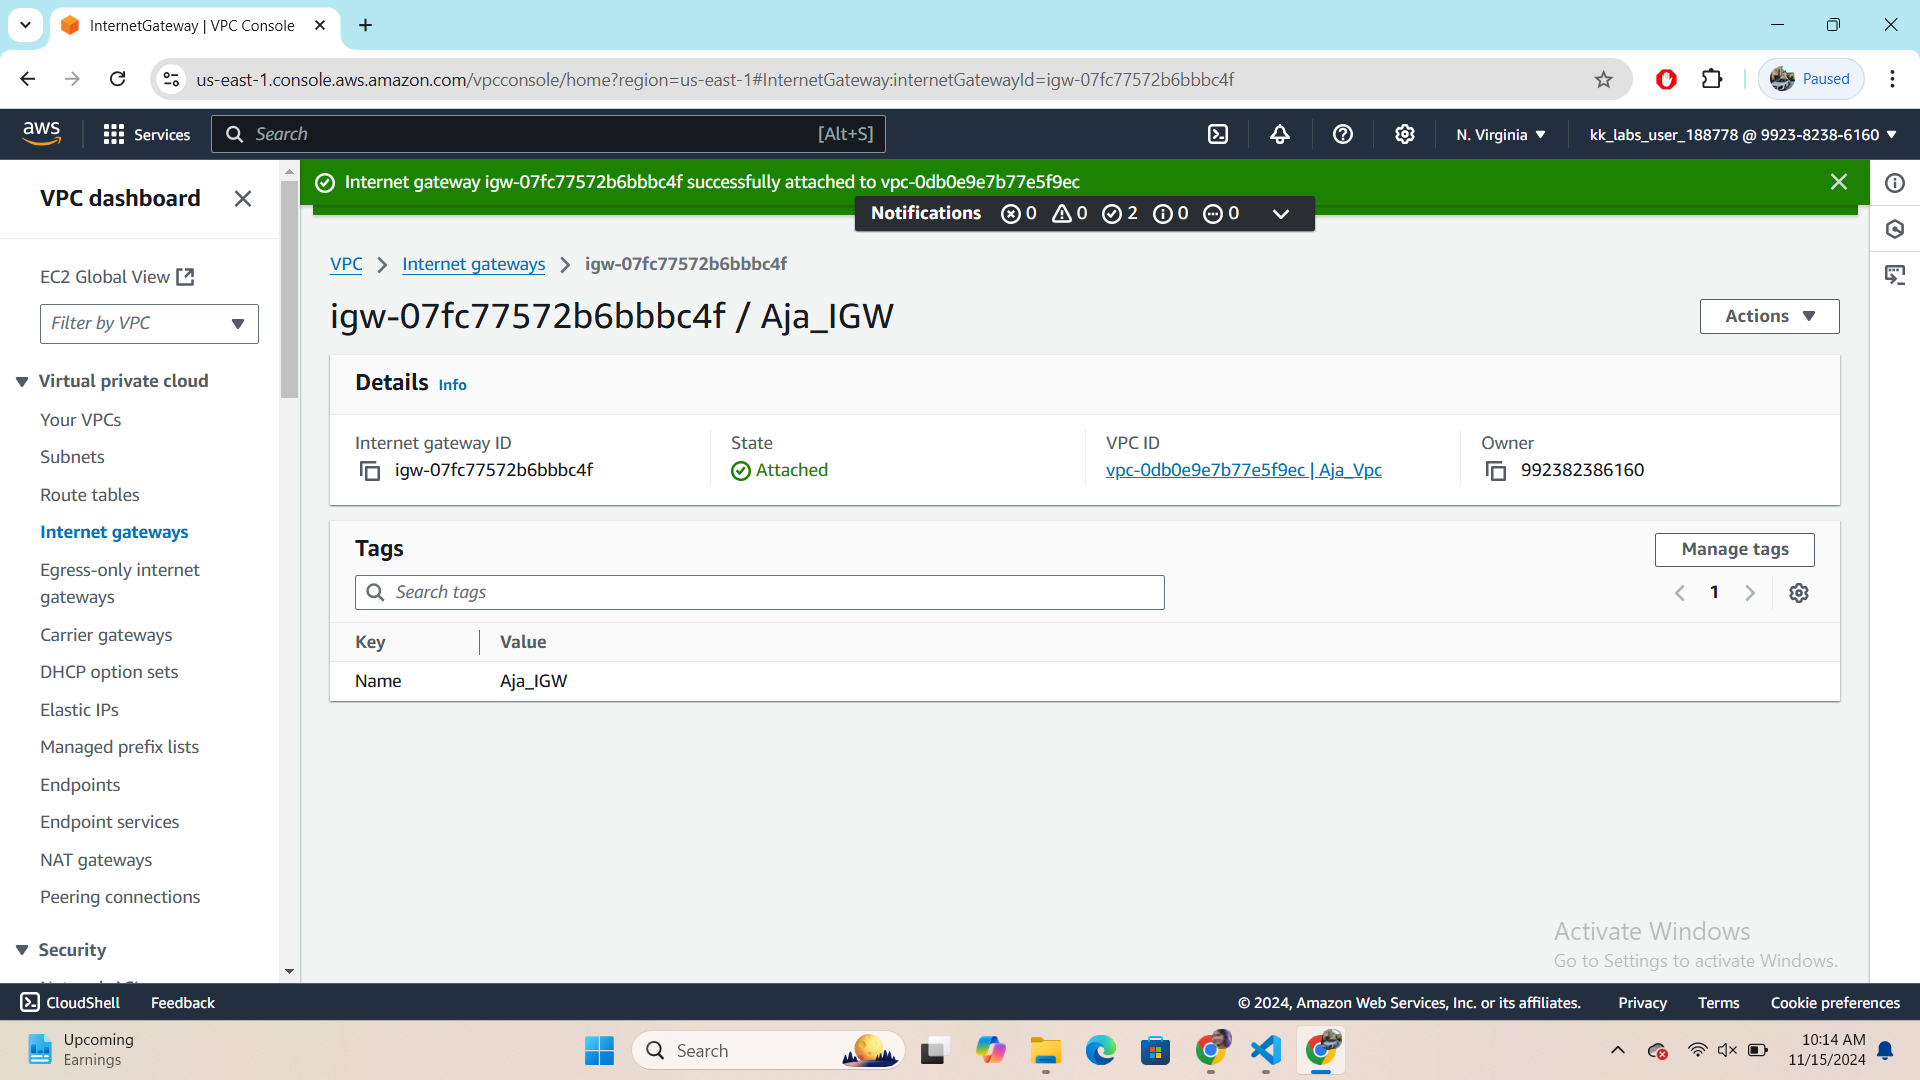 InternetGateway | VPC Console
us-east-1.console.aws.amazon.com/vpcconsole/home?region=us-east-1#InternetGateway:internetGatewayId=igw-07fc77572b6bbbc4f
Paused
aws
Services
Search
[Alt+S]
N. Virginia
kk_labs_user_188778 @ 9923-8238-6160
VPC dashboard
EC2 Global View
Filter by VPC
Virtual private cloud
Your VPCs
Subnets
Route tables
Internet gateways
Egress-only internet
gateways
Carrier gateways
DHCP option sets
Elastic IPs
Managed prefix lists
Endpoints
Endpoint services
NAT gateways
Peering connections
Security
Internet gateway igw-07fc77572b6bbbc4f successfully attached to vpc-0db0e9e7b77e5f9ec
Notifications 0 0 2 0 0
VPC > Internet gateways > igw-07fc77572b6bbbc4f
igw-07fc77572b6bbbc4f / Aja_IGW
Actions
Details Info
Internet gateway ID
igw-07fc77572b6bbbc4f
State
Attached
VPC ID
vpc-0db0e9e7b77e5f9ec | Aja_Vpc
Owner
992382386160
Tags
Manage tags
Search tags
1
Key Value
Name Aja_IGW
Activate Windows
Go to Settings to activate Windows.
CloudShell
Feedback
© 2024, Amazon Web Services, Inc. or its affiliates.
Privacy
Terms
Cookie preferences
Upcoming
Earnings
Search
10:14 AM
11/15/2024